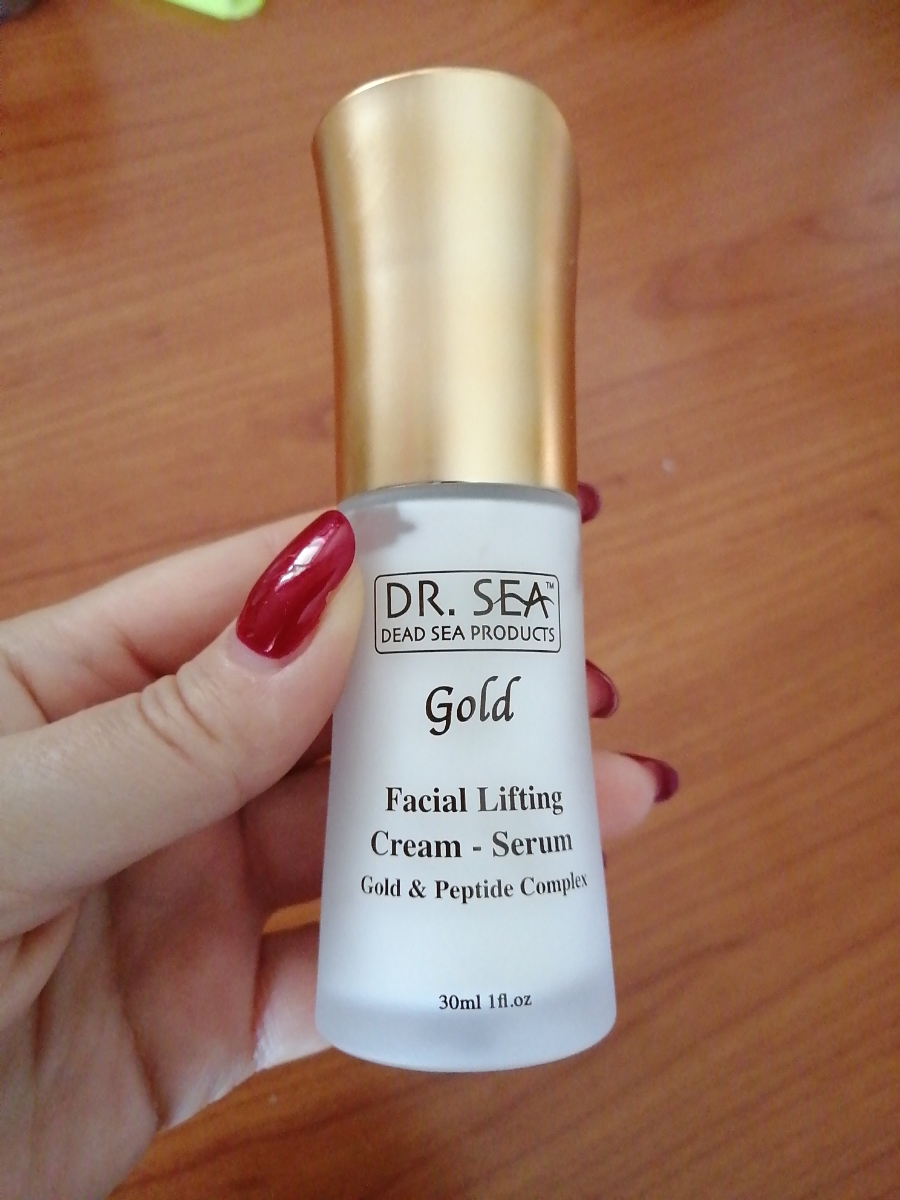 DR. SEA™
DEAD SEA PRODUCTS
Gold
Facial Lifting
Cream - Serum
Gold & Peptide Complex
30ml 1fl.oz